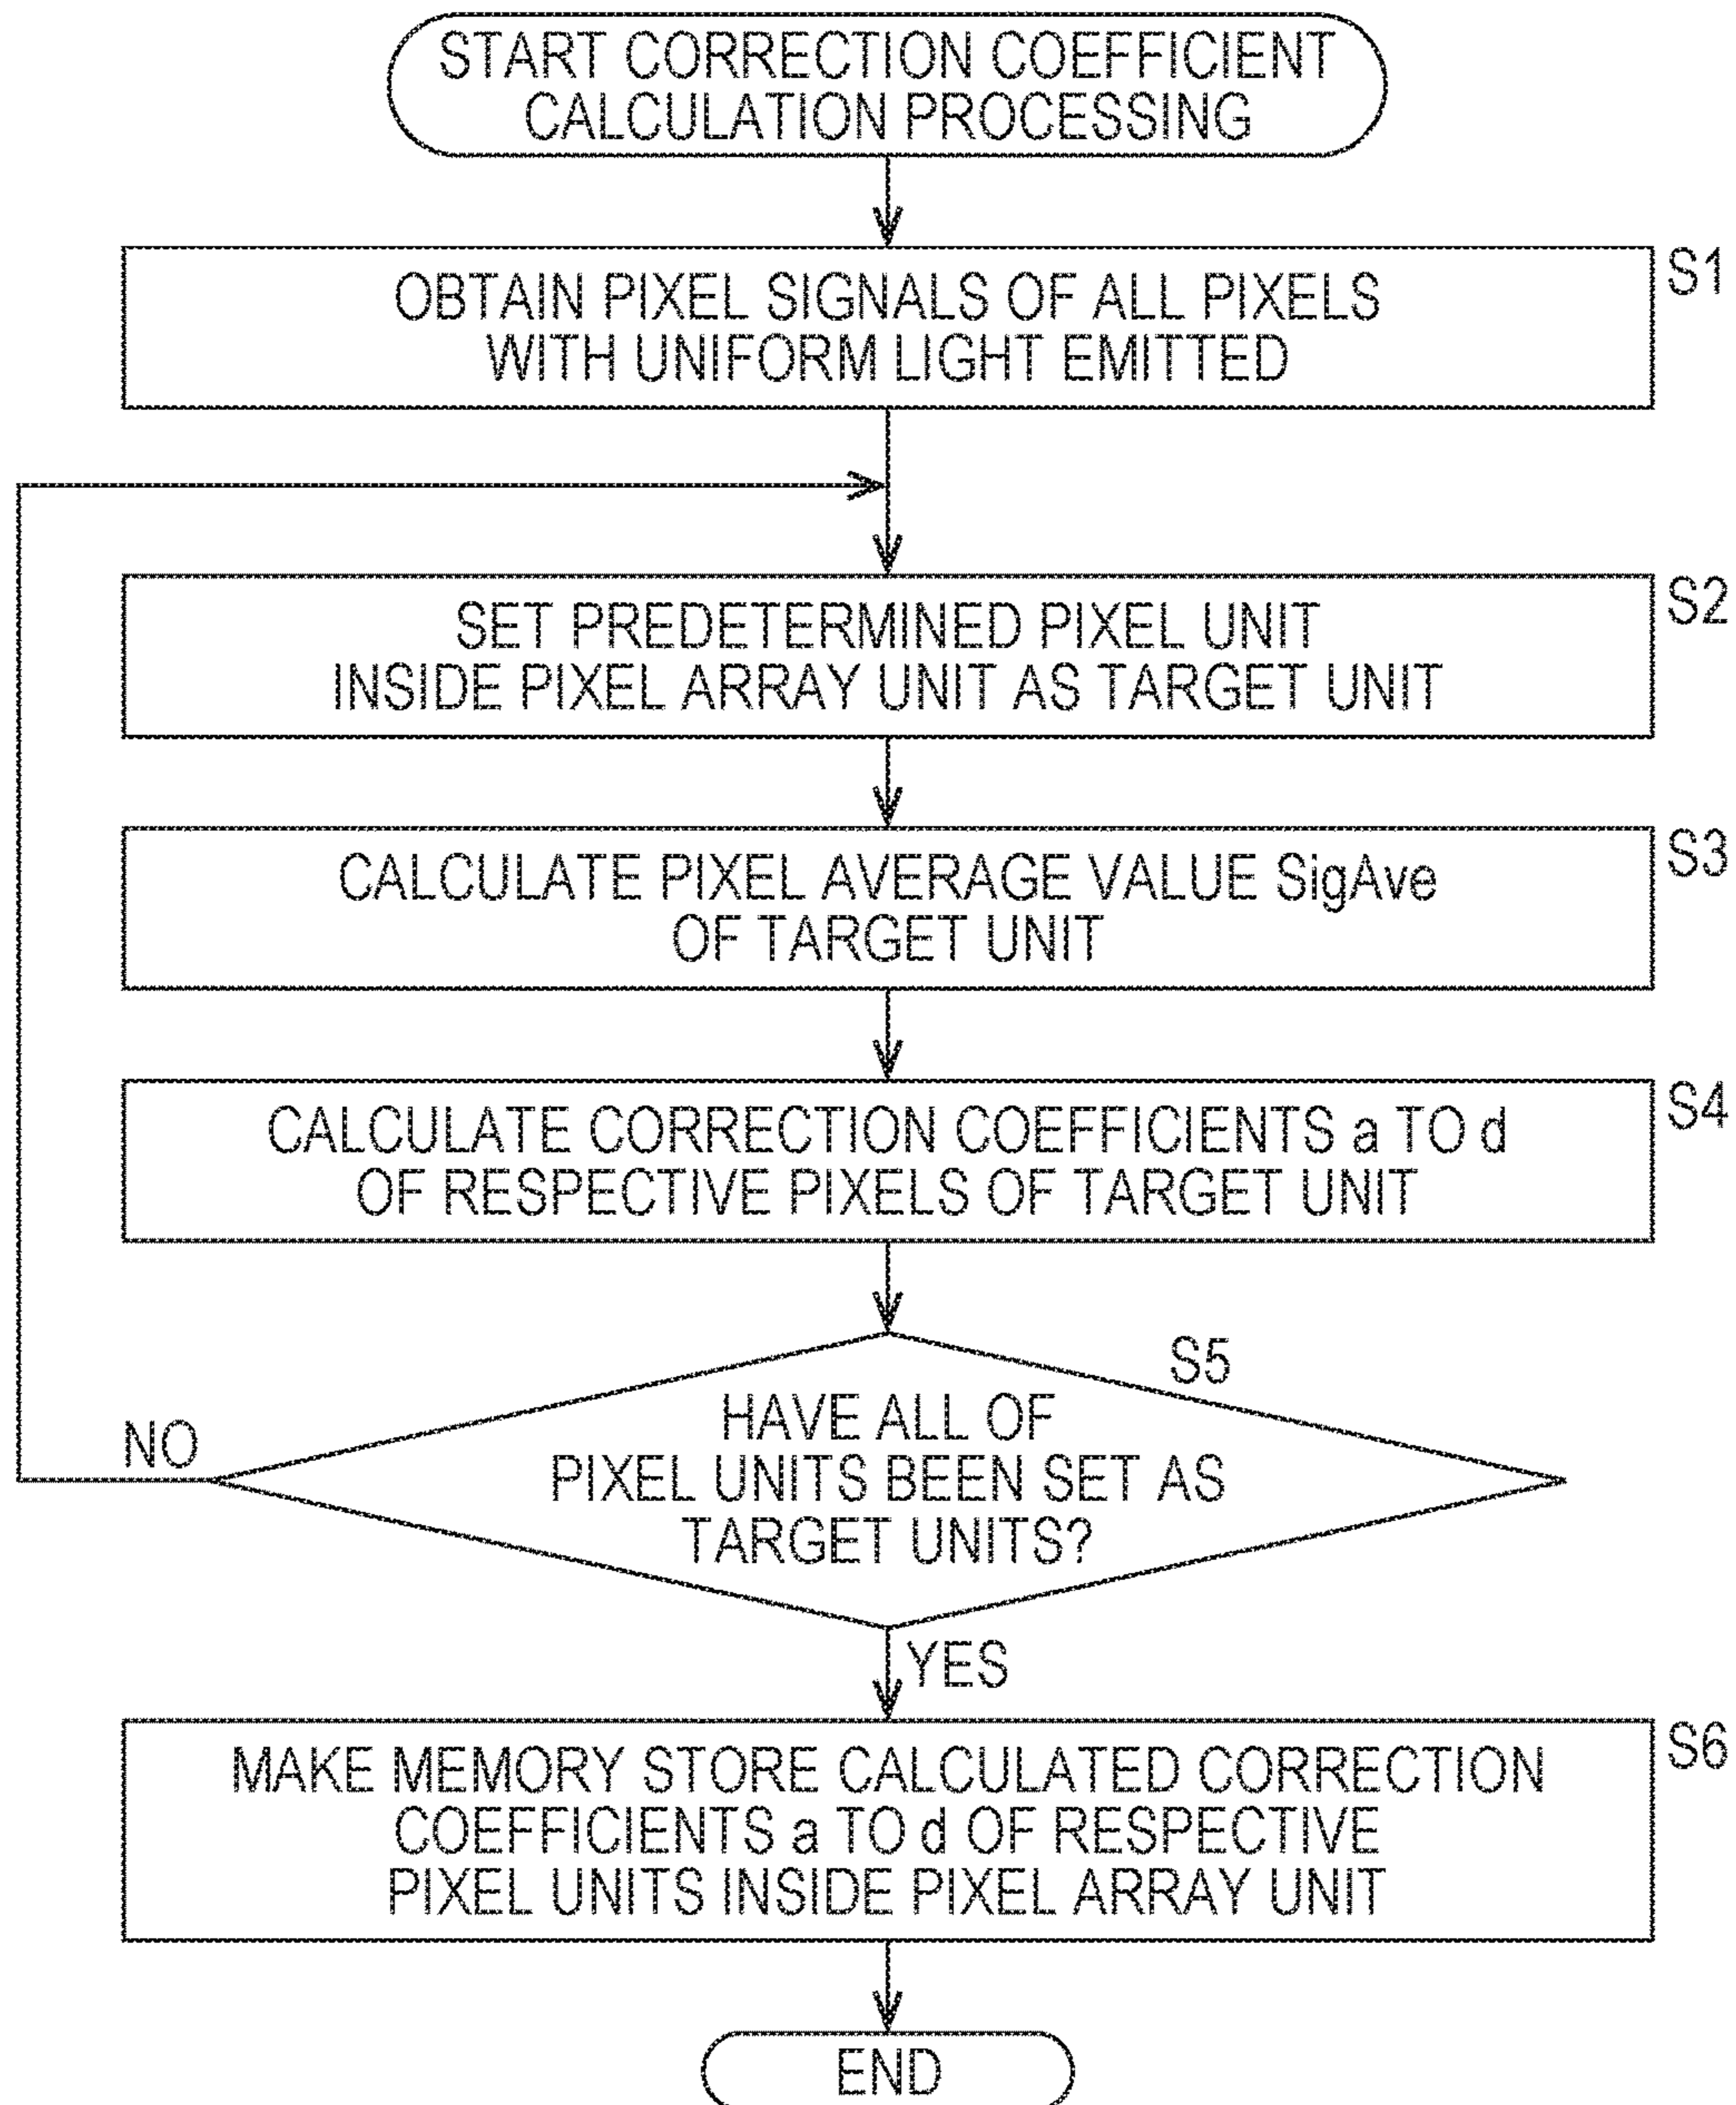 START CORRECTION COEFFICIENT
CALCULATION PROCESSING
S1
OBTAIN PIXEL SIGNALS OF ALL PIXELS
WITH UNIFORM LIGHT EMITTED
S2
SET PREDETERMINED PIXEL UNIT
INSIDE PIXEL ARRAY UNIT AS TARGET UNIT
S3
CALCULATE PIXEL AVERAGE VALUE SigAve
OF TARGET UNIT
S4
CALCULATE CORRECTION COEFFICIENTS a TO d
OF RESPECTIVE PIXELS OF TARGET UNIT
S5
HAVE ALL OF
PIXEL UNITS BEEN SET AS
TARGET UNITS?
NO
YES
S6
MAKE MEMORY STORE CALCULATED CORRECTION
COEFFICIENTS a TO d OF RESPECTIVE
PIXEL UNITS INSIDE PIXEL ARRAY UNIT
END